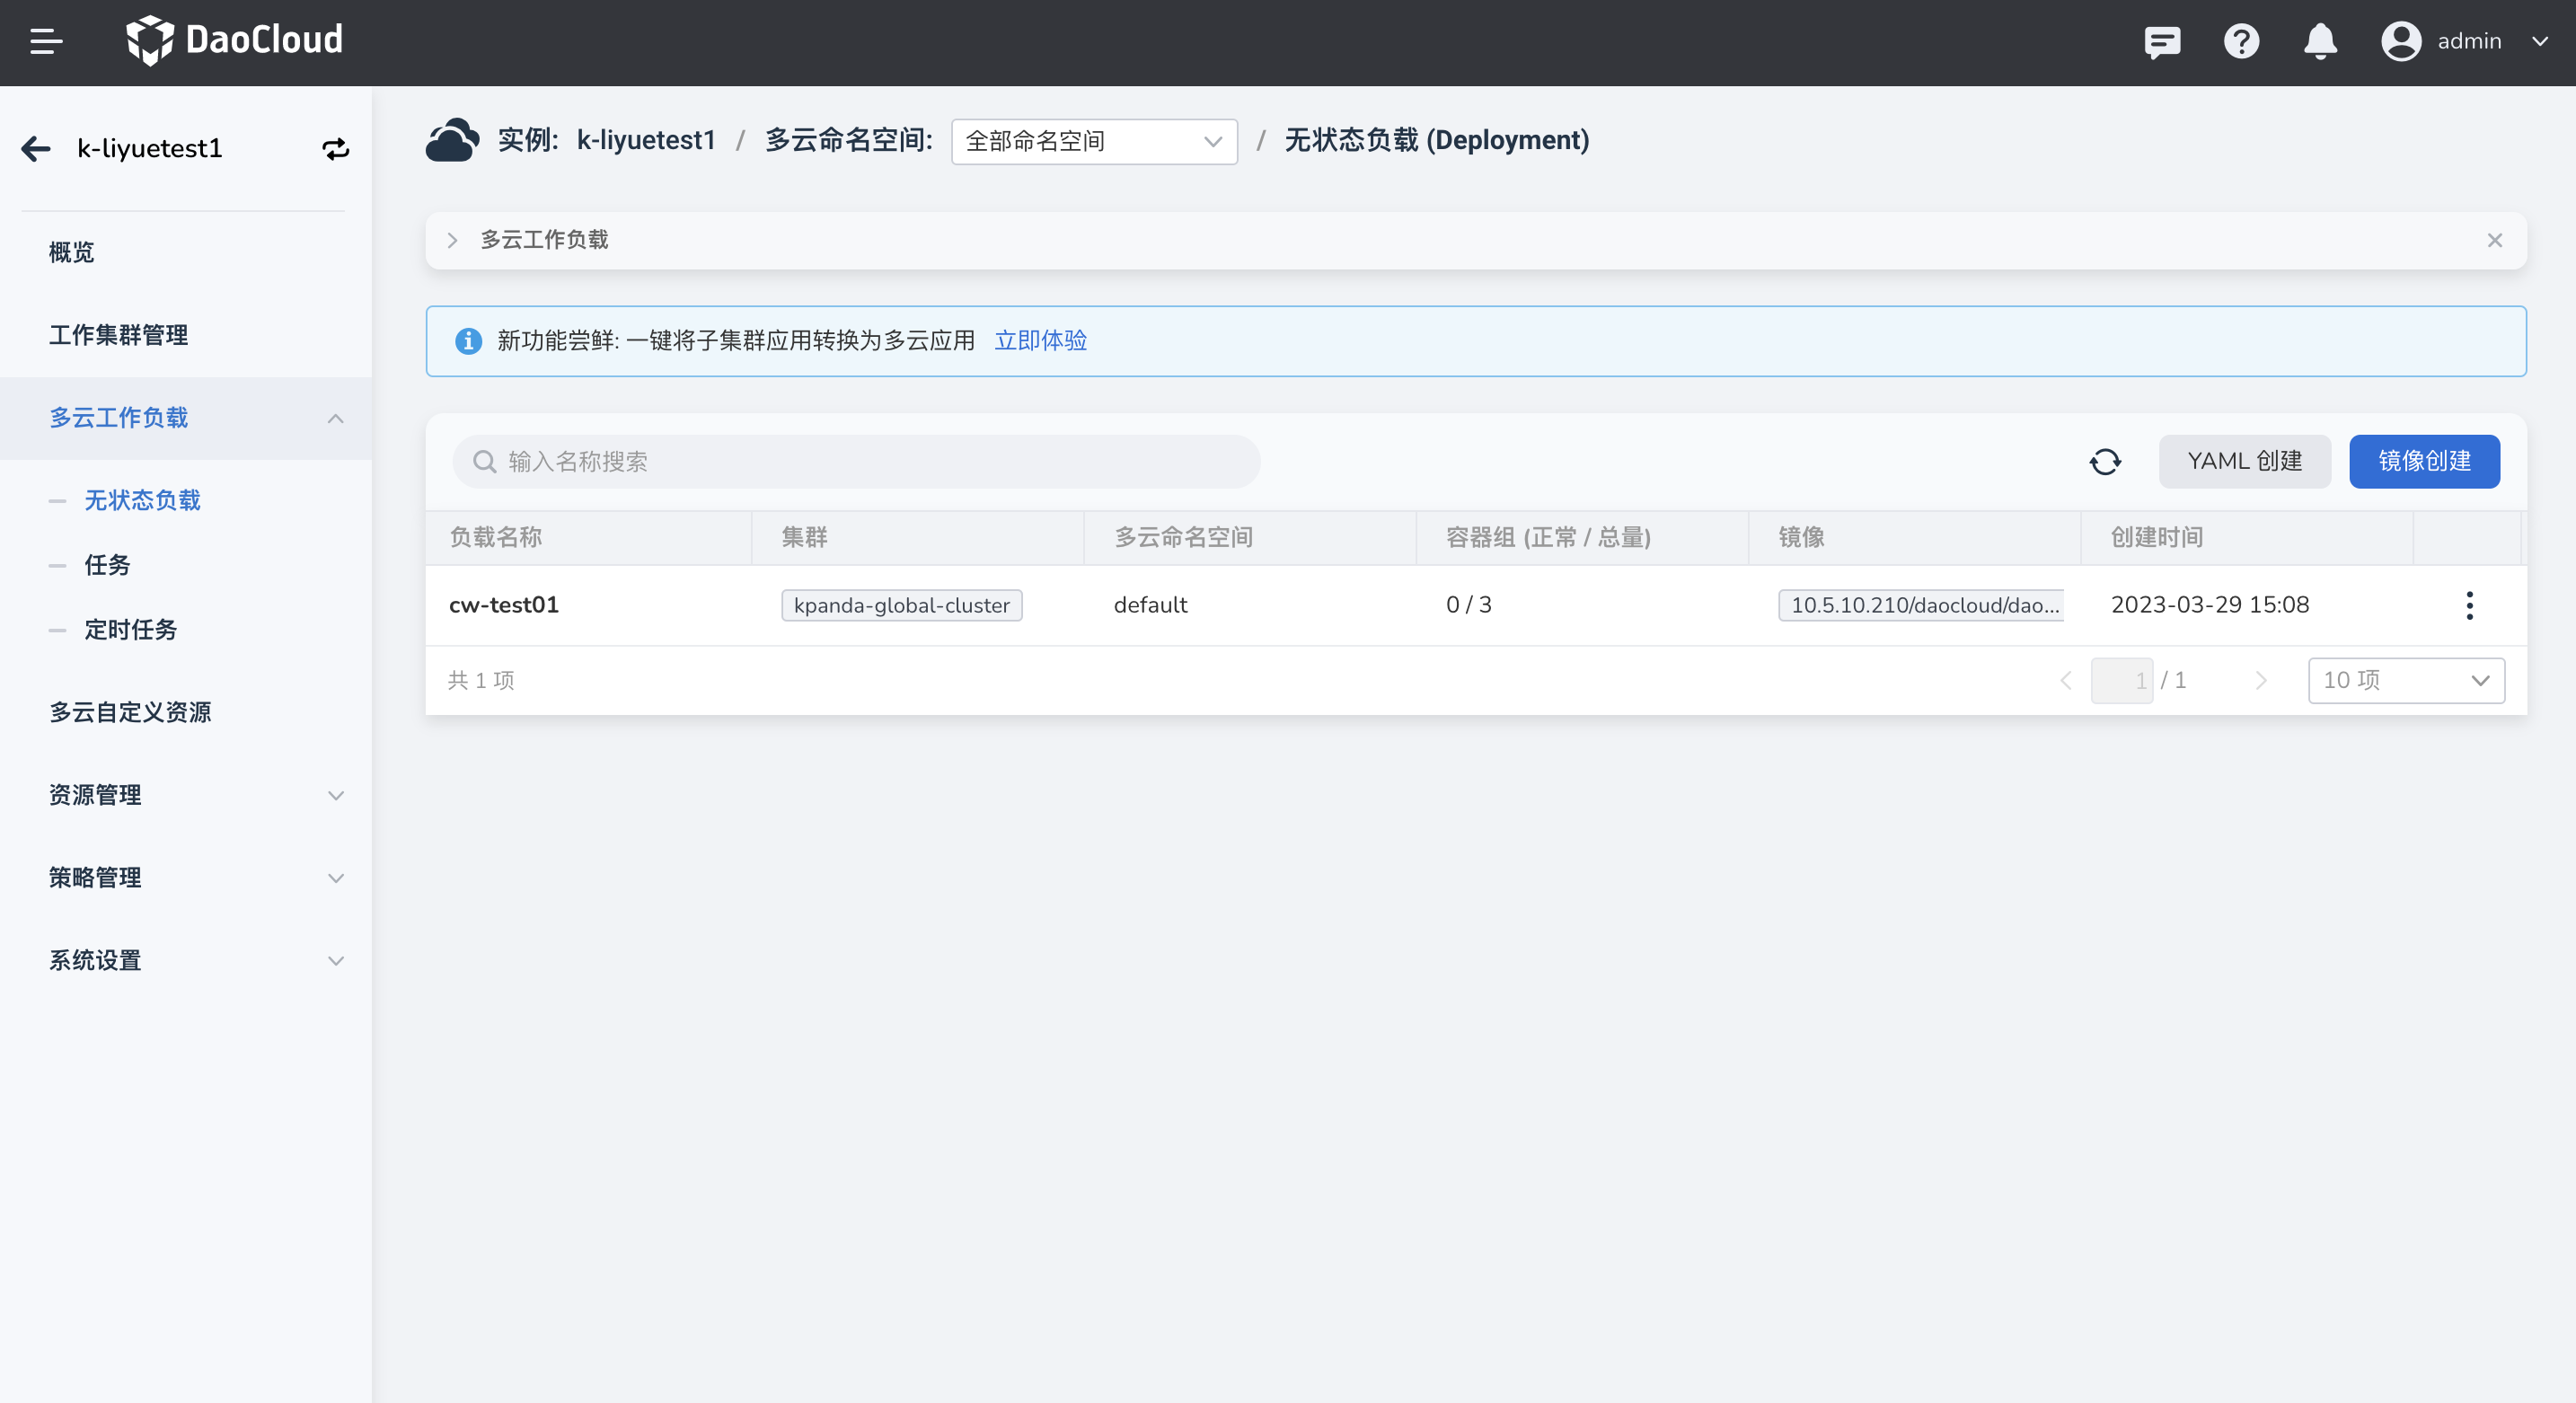 DaoCloud
admin
k-liyuetest1
概览
工作集群管理
多云工作负载
无状态负载
任务
定时任务
多云自定义资源
资源管理
策略管理
系统设置
实例: k-liyuetest1 / 多云命名空间: 全部命名空间 / 无状态负载 (Deployment)
多云工作负载
新功能尝鲜: 一键将子集群应用转换为多云应用 立即体验
输入名称搜索 YAML 创建 镜像创建
负载名称 集群 多云命名空间 容器组 (正常 / 总量) 镜像 创建时间
cw-test01 kpanda-global-cluster default 0 / 3 10.5.10.210/daocloud/dao... 2023-03-29 15:08
共 1 项 1 / 1 10 项